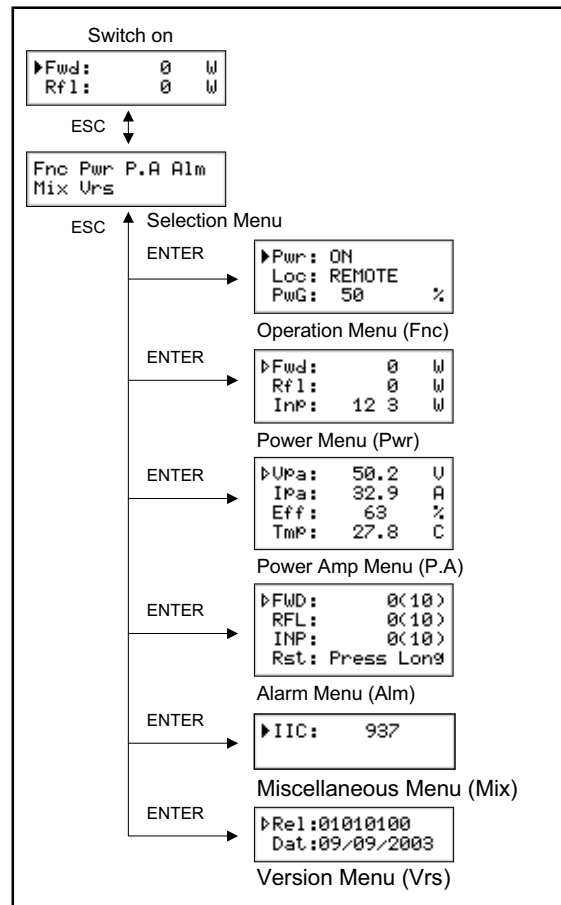 Switch on
▶Fwd: 0 W
Rfl: 0 W
ESC
Fnc Pwr P.A Alm
Mix Vrs
ESC
Selection Menu
ENTER
▶Pwr: ON
Loc: REMOTE
PwG: 50 %
Operation Menu (Fnc)
ENTER
▷Fwd: 0 W
Rfl: 0 W
Inp: 12 3 W
Power Menu (Pwr)
ENTER
▷Vpa: 50.2 V
Ipa: 32.9 A
Eff: 63 %
Tmp: 27.8 C
Power Amp Menu (P.A)
ENTER
▷FWD: 0(10)
RFL: 0(10)
INP: 0(10)
Rst: Press Long
Alarm Menu (Alm)
ENTER
▶IIC: 937
Miscellaneous Menu (Mix)
ENTER
▷Rel:01010100
Dat:09/09/2003
Version Menu (Vrs)